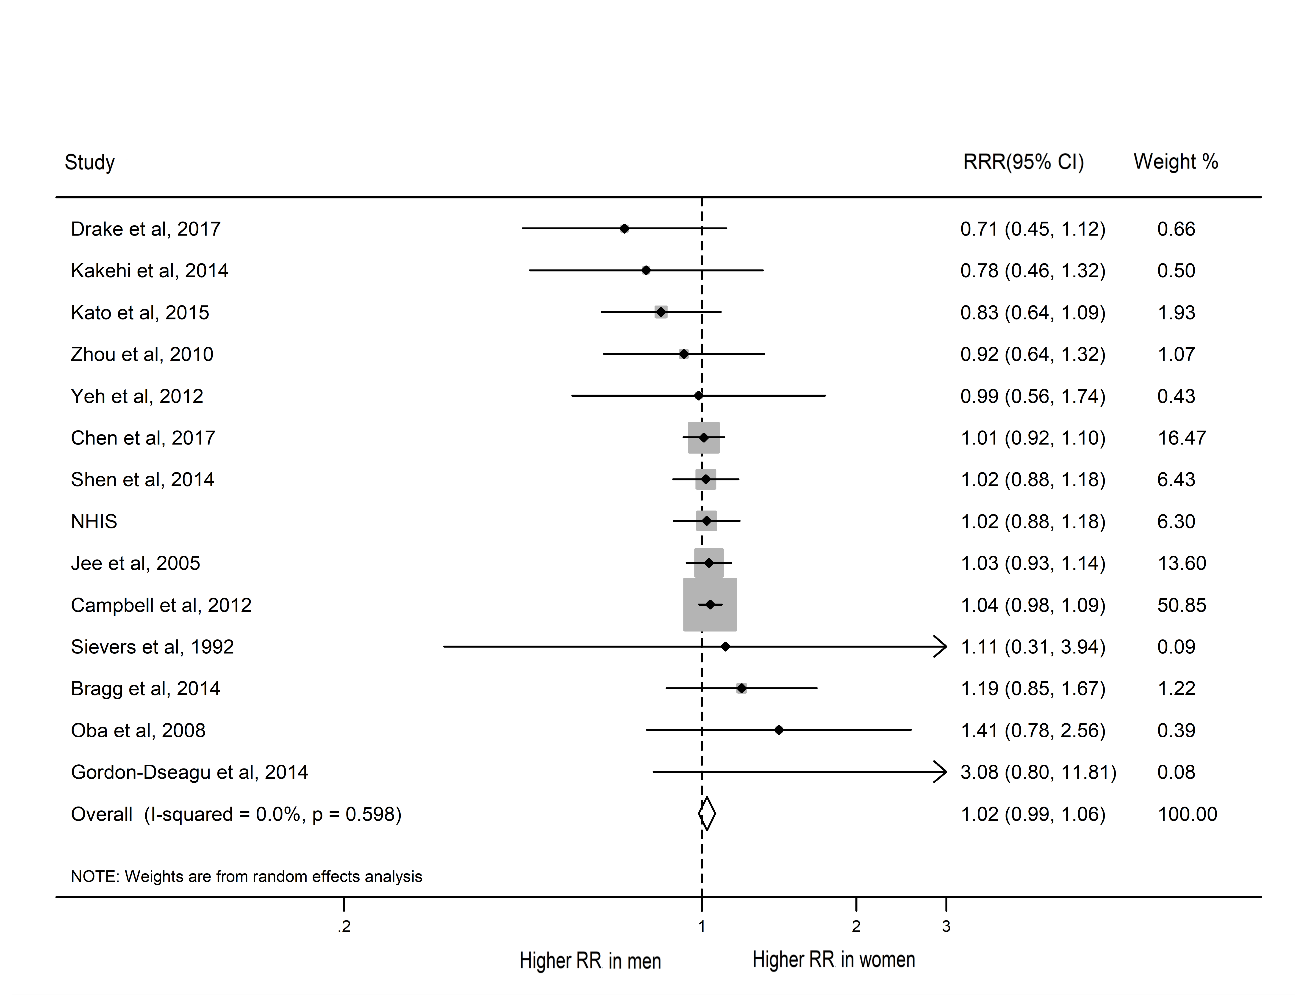 Study RRR(95% CI) Weight %
Drake et al, 2017 0.71 (0.45, 1.12) 0.66
Kakehi et al, 2014 0.78 (0.46, 1.32) 0.50
Kato et al, 2015 0.83 (0.64, 1.09) 1.93
Zhou et al, 2010 0.92 (0.64, 1.32) 1.07
Yeh et al, 2012 0.99 (0.56, 1.74) 0.43
Chen et al, 2017 1.01 (0.92, 1.10) 16.47
Shen et al, 2014 1.02 (0.88, 1.18) 6.43
NHIS 1.02 (0.88, 1.18) 6.30
Jee et al, 2005 1.03 (0.93, 1.14) 13.60
Campbell et al, 2012 1.04 (0.98, 1.09) 50.85
Sievers et al, 1992 1.11 (0.31, 3.94) 0.09
Bragg et al, 2014 1.19 (0.85, 1.67) 1.22
Oba et al, 2008 1.41 (0.78, 2.56) 0.39
Gordon-Dseagu et al, 2014 3.08 (0.80, 11.81) 0.08
Overall (I-squared = 0.0%, p = 0.598) 1.02 (0.99, 1.06) 100.00
NOTE: Weights are from random effects analysis
.2 1 2 3
Higher RR in men Higher RR in women